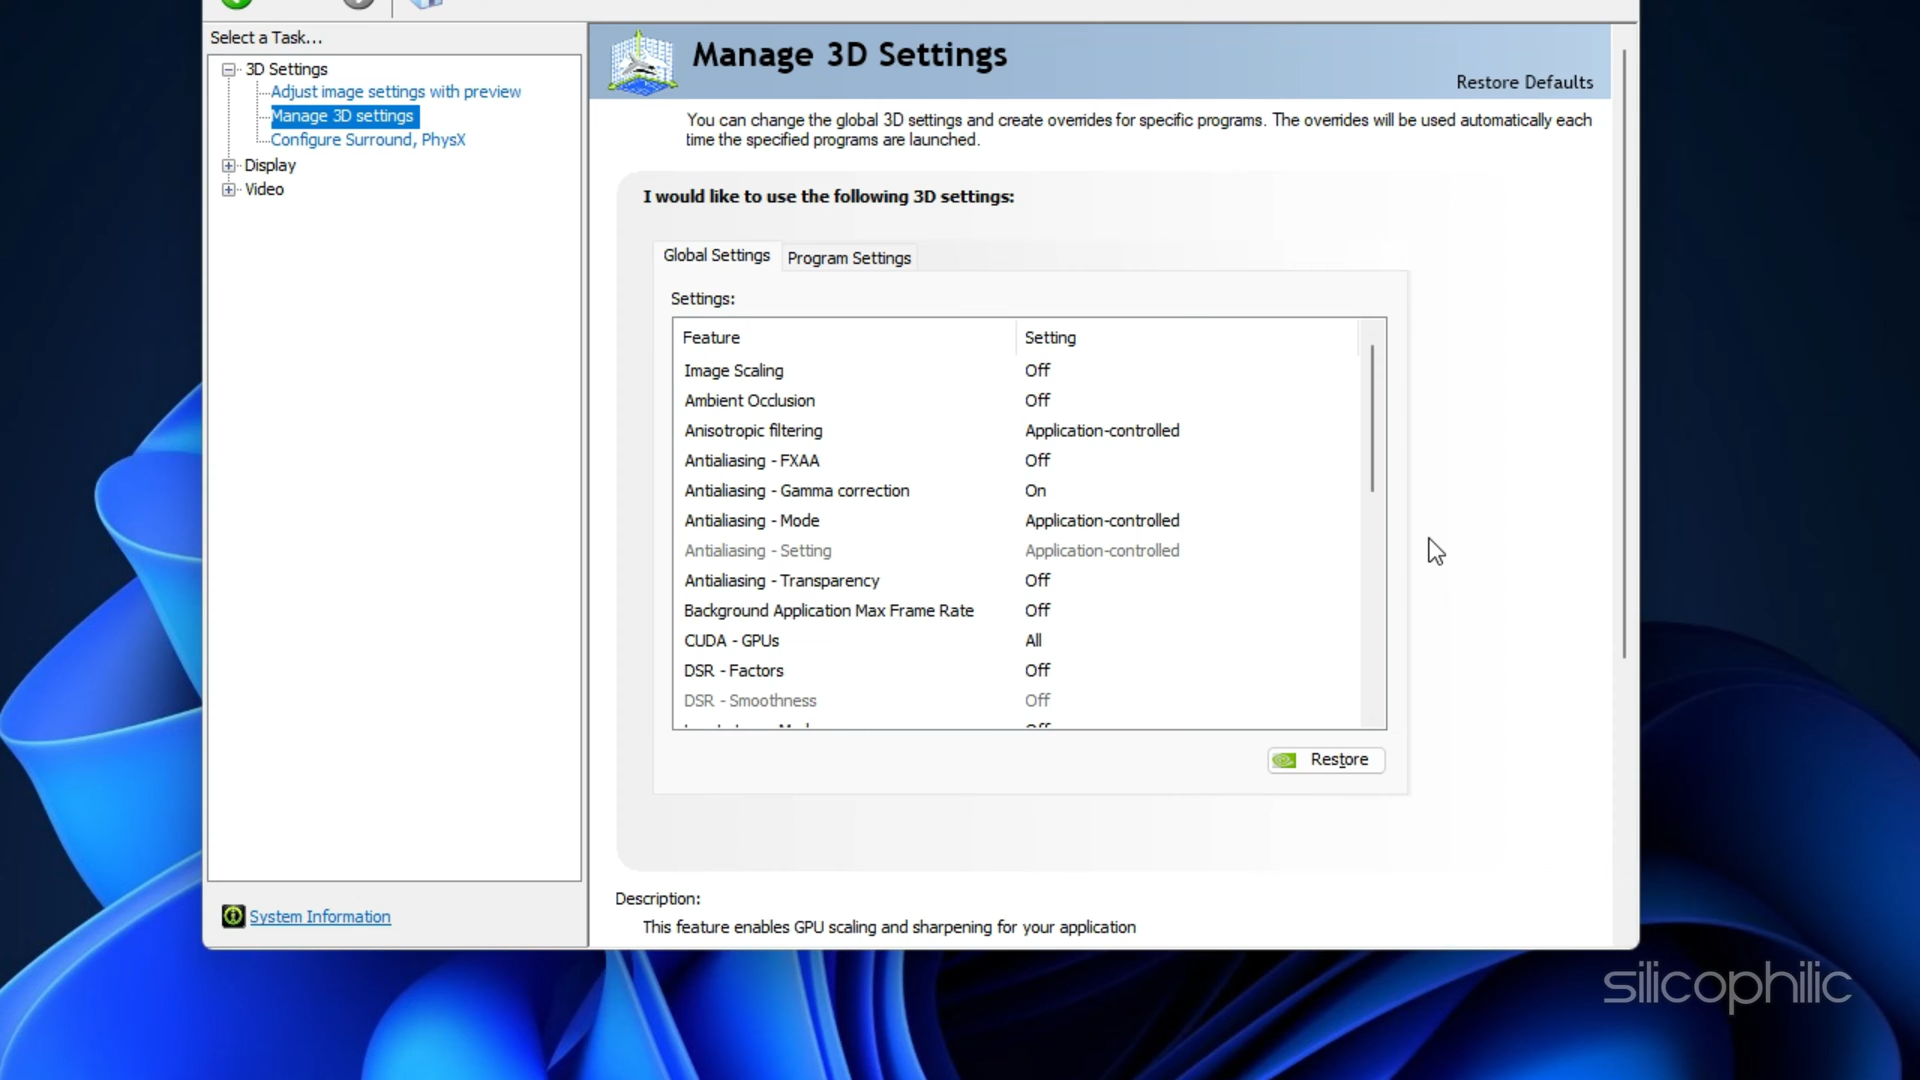 Select a Task...
3D Settings
Adjust image settings with preview
Manage 3D settings
Configure Surround, PhysX
Display
Video
System Information
Manage 3D Settings
Restore Defaults
You can change the global 3D settings and create overrides for specific programs. The overrides will be used automatically each
time the specified programs are launched.
I would like to use the following 3D settings:
Global Settings Program Settings
Settings:
Feature Setting
Image Scaling Off
Ambient Occlusion Off
Anisotropic filtering Application-controlled
Antialiasing - FXAA Off
Antialiasing - Gamma correction On
Antialiasing - Mode Application-controlled
Antialiasing - Setting Application-controlled
Antialiasing - Transparency Off
Background Application Max Frame Rate Off
CUDA - GPUs All
DSR - Factors Off
DSR - Smoothness Off
Restore
Description:
This feature enables GPU scaling and sharpening for your application
silicophilic